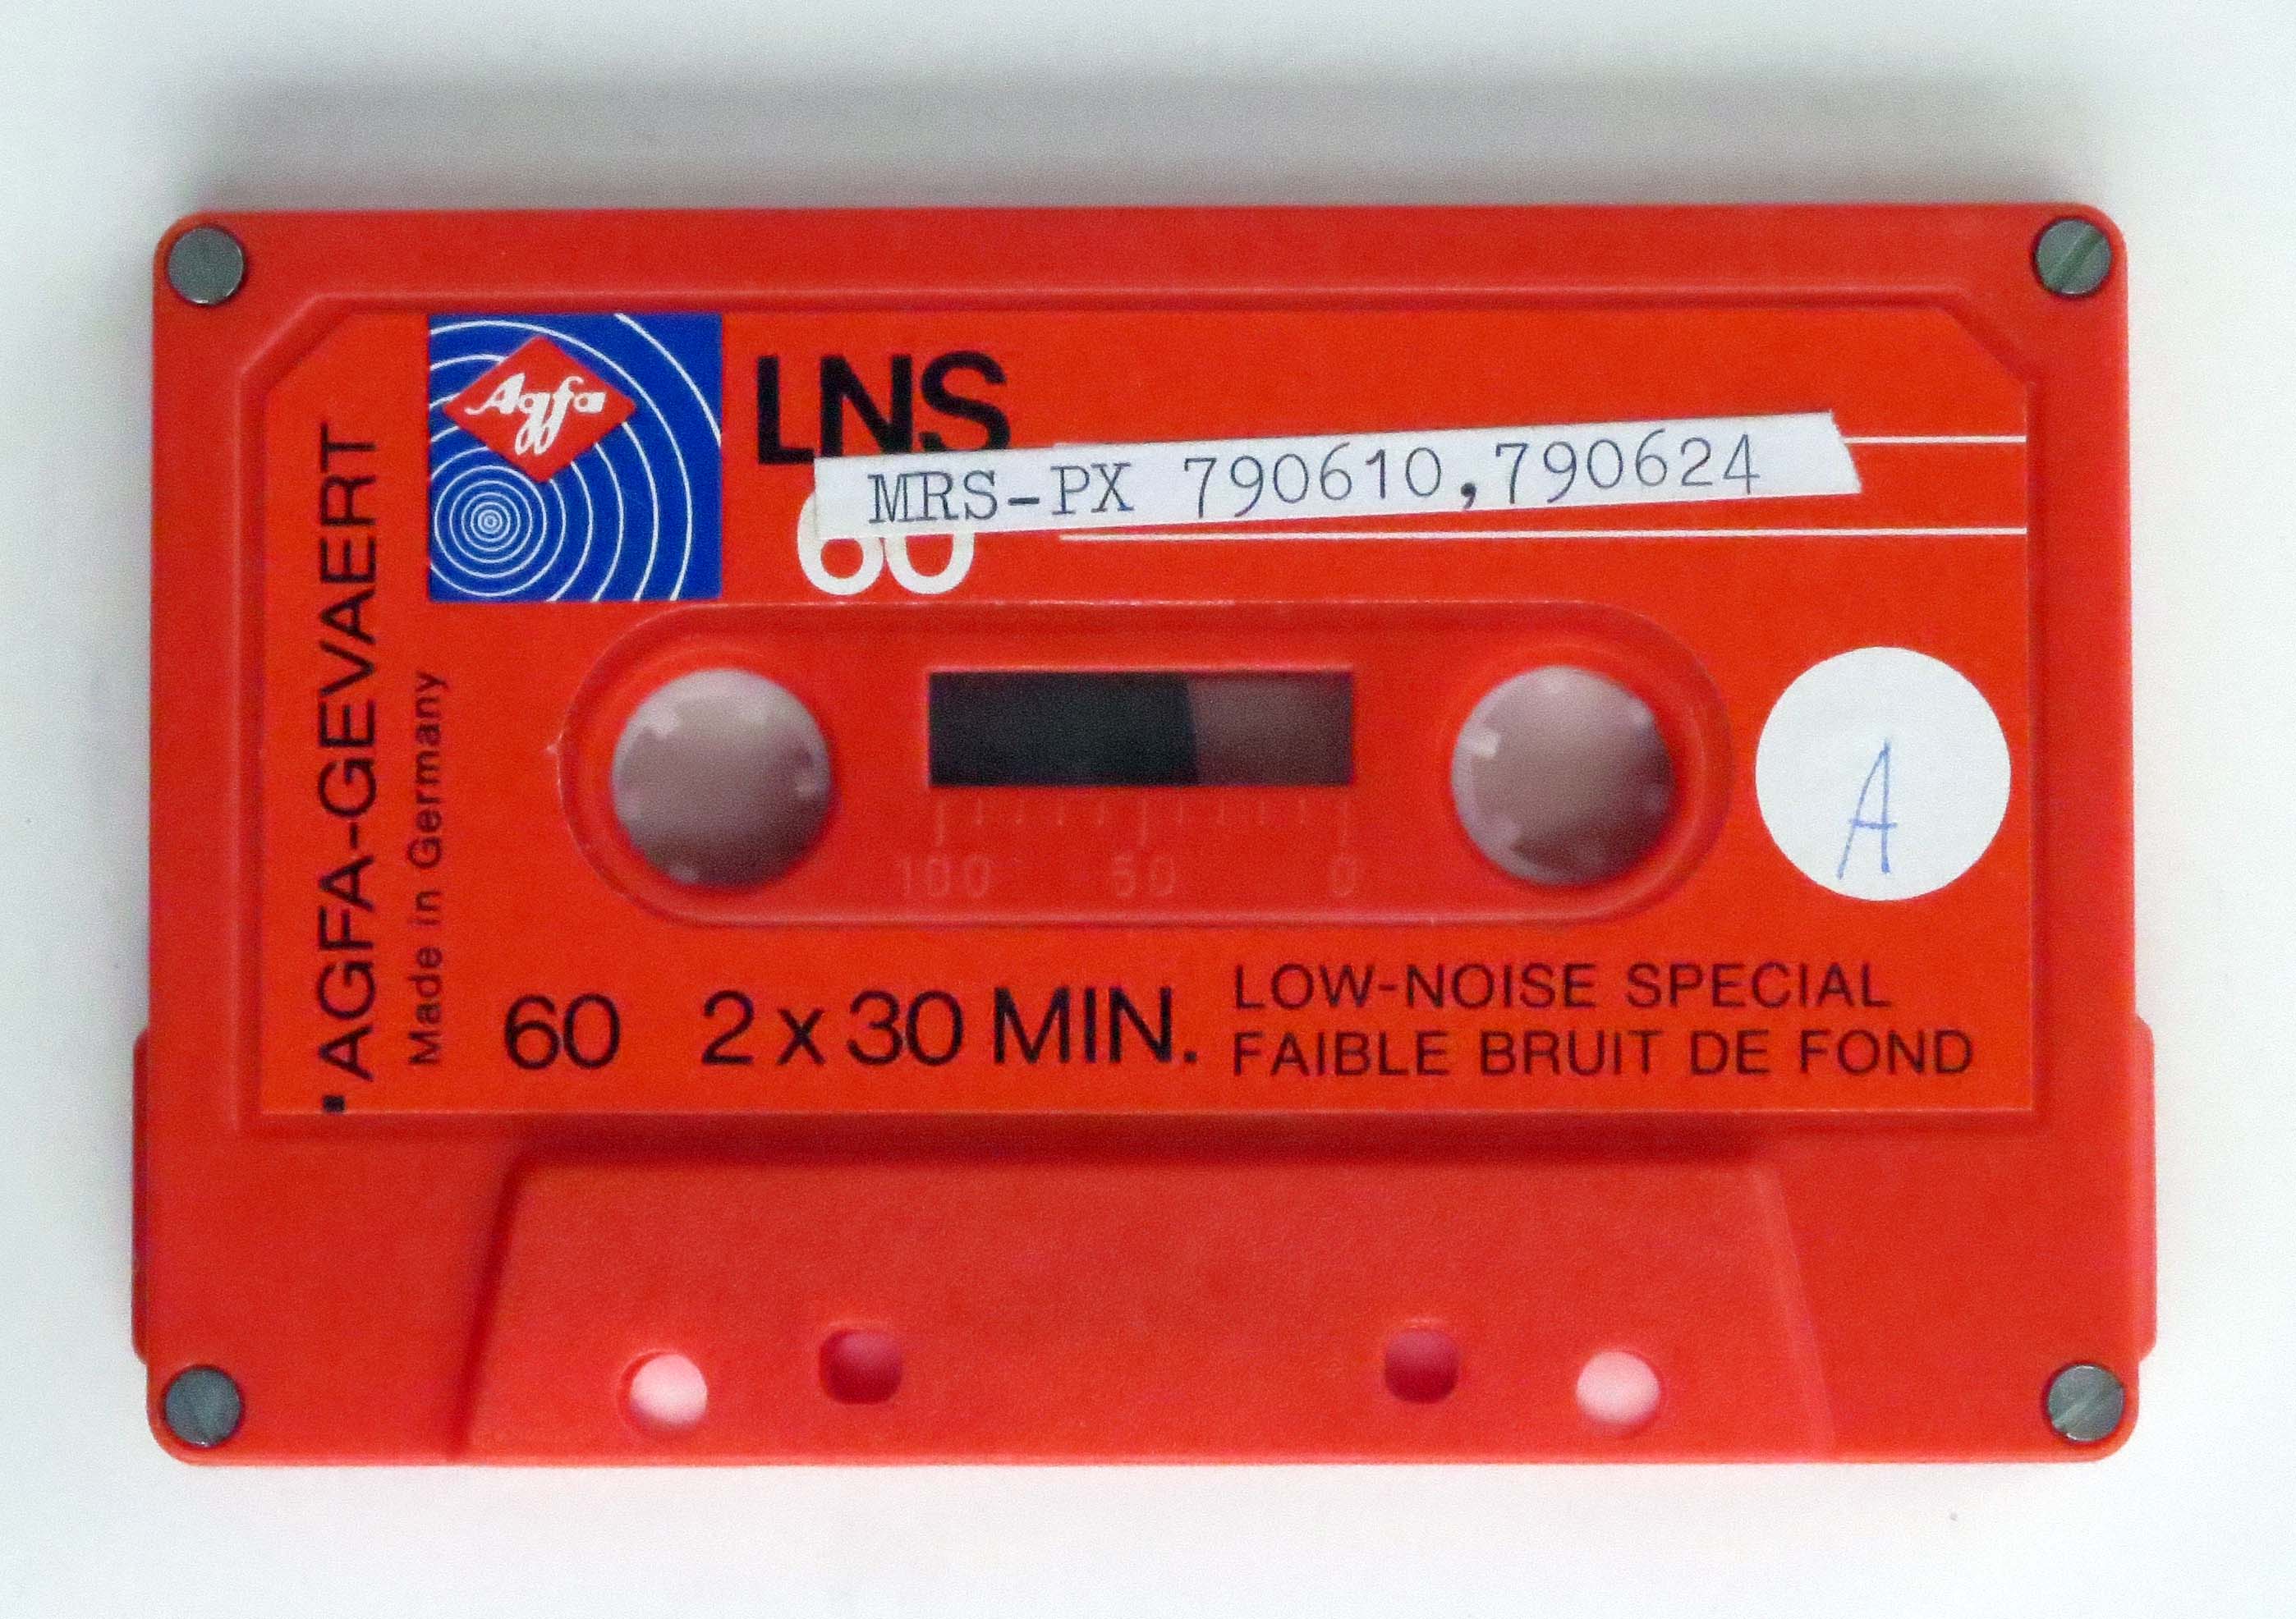 Agfa
LNS
MRS-PX 790610,790624
60
AGFA-GEVAERT
Made in Germany
100 50 0
A
60 2 x 30 MIN.
LOW-NOISE SPECIAL
FAIBLE BRUIT DE FOND